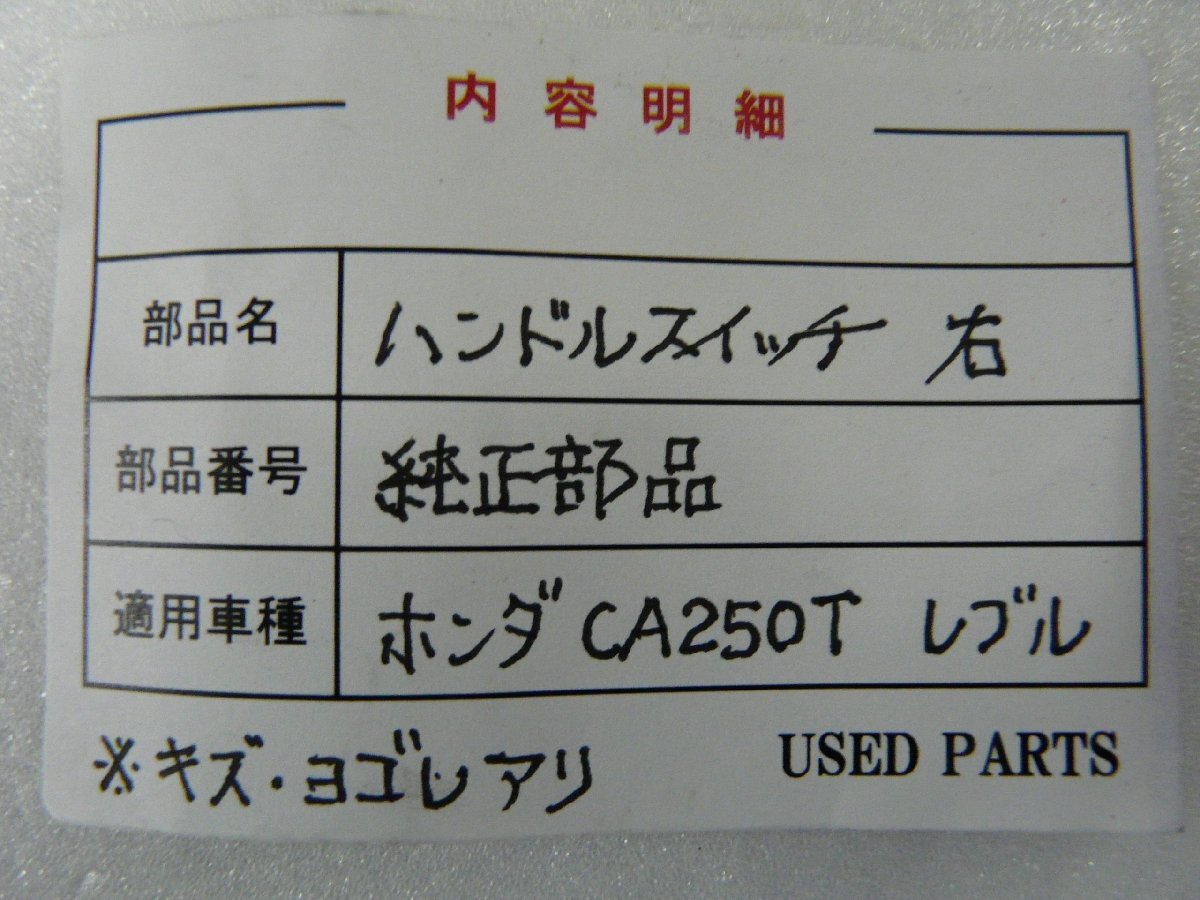 内容明細
部品名 ハンドルスイッチ 右
部品番号 純正部品
適用車種 ホンダ CA250T レブル
※キズ・ヨゴレアリ USED PARTS